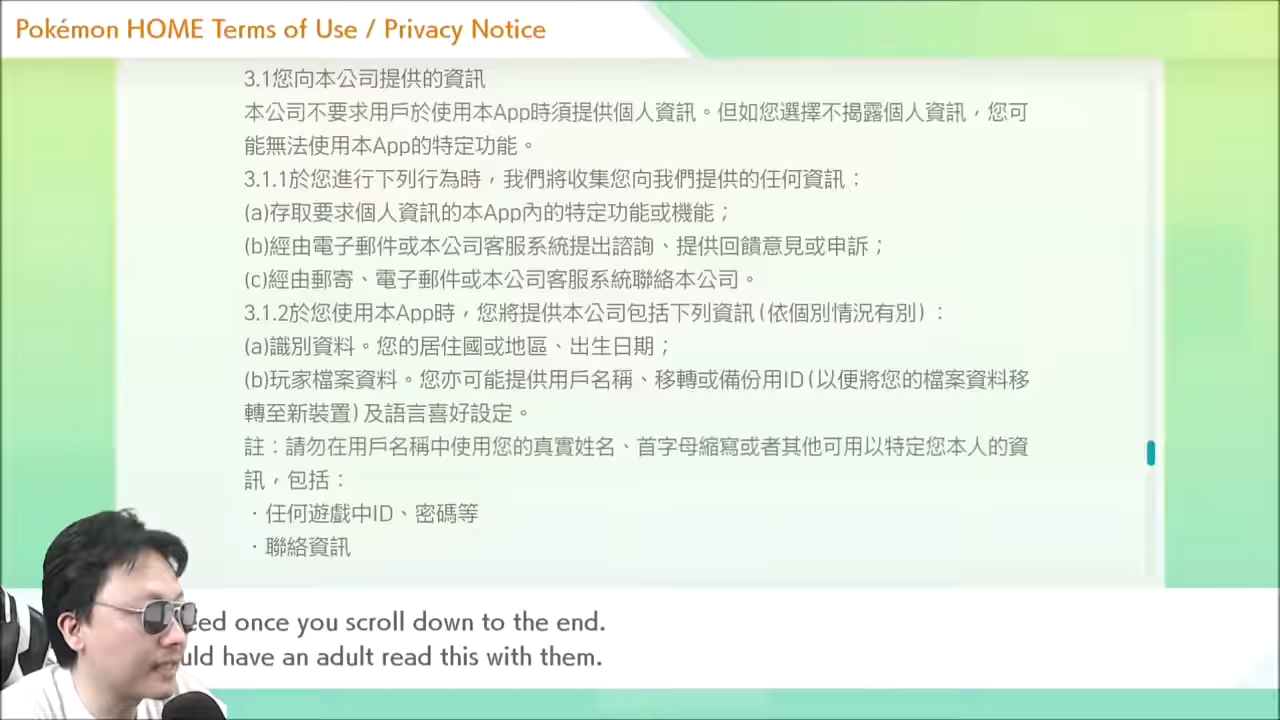 Pokémon HOME Terms of Use / Privacy Notice
3.1您向本公司提供的資訊
本公司不要求用戶於使用本App時須提供個人資訊。但如您選擇不揭露個人資訊，您可
能無法使用本App的特定功能。
3.1.1於您進行下列行為時，我們將收集您向我們提供的任何資訊：
(a)存取要求個人資訊的本App內的特定功能或機能；
(b)經由電子郵件或本公司客服系統提出諮詢、提供回饋意見或申訴；
(c)經由郵寄、電子郵件或本公司客服系統聯絡本公司。
3.1.2於您使用本App時，您將提供本公司包括下列資訊（依個別情況有別）：
(a)識別資料。您的居住國或地區、出生日期；
(b)玩家檔案資料。您亦可能提供用戶名稱、移轉或備份用ID（以便將您的檔案資料移
轉至新裝置）及語言喜好設定。
註：請勿在用戶名稱中使用您的真實姓名、首字母縮寫或者其他可用以特定您本人的資
訊，包括：
・任何遊戲中ID、密碼等
・聯絡資訊
once you scroll down to the end.
have an adult read this with them.